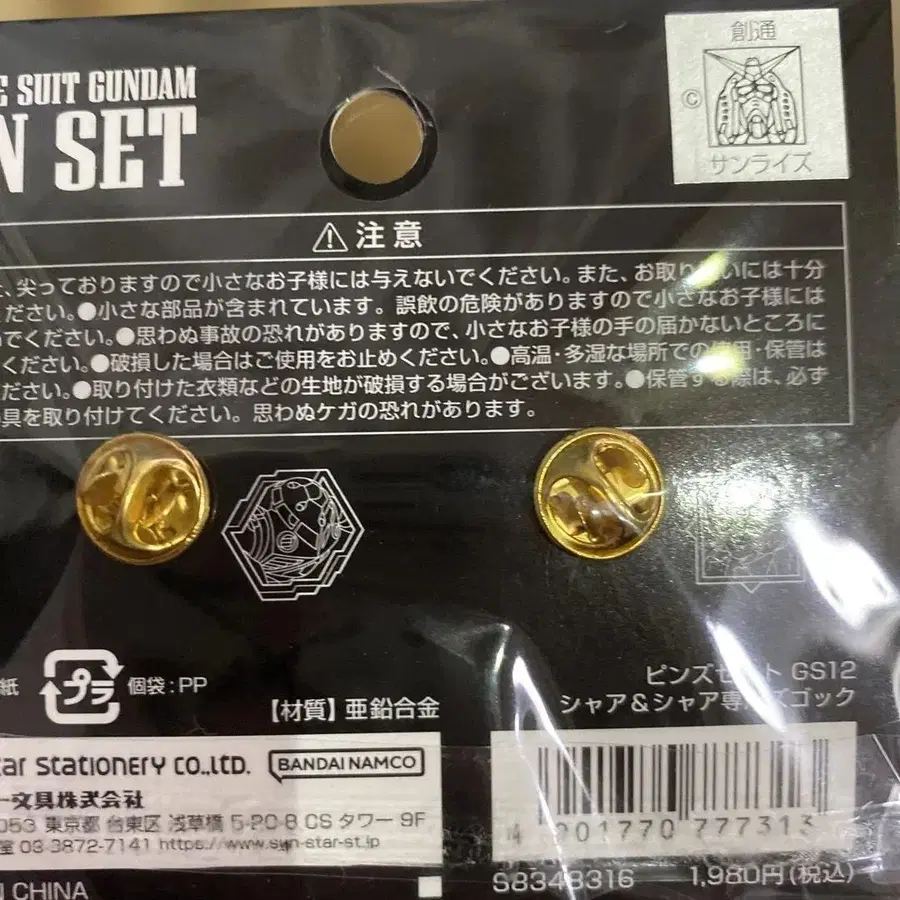 E SUIT GUNDAM
N SET
創通
©
サンライズ
⚠注意
、尖っておりますので小さなお子様には与えないでください。また、お取り いには十分
ださい。●小さな部品が含まれています。誤飲の危険がありますので小さなお子様には
でください。●思わぬ事故の恐れがありますので、小さなお子様の手の届かないところに
ください。●破損した場合はご使用をお止めください。●高温・多湿な場所での使用・保管は
ださい。●取り付けた衣類などの生地が破損する場合がございます。●保管する際は、必ず
具を取り付けてください。思わぬケガの恐れがあります。
紙
プラ
個袋:PP
【材質】亜鉛合金
ピンズセット GS12
シャア&シャア専 ズゴック
ar Stationery co.,ltd.
BANDAI NAMCO
ー文具株式会社
053 東京都 台東区 浅草橋 5-20-8 CS タワー 9F
03-3872-7141 https://www.sun-star-st.jp
4 901770 777313
N CHINA
S8348316
1,980円(税込)